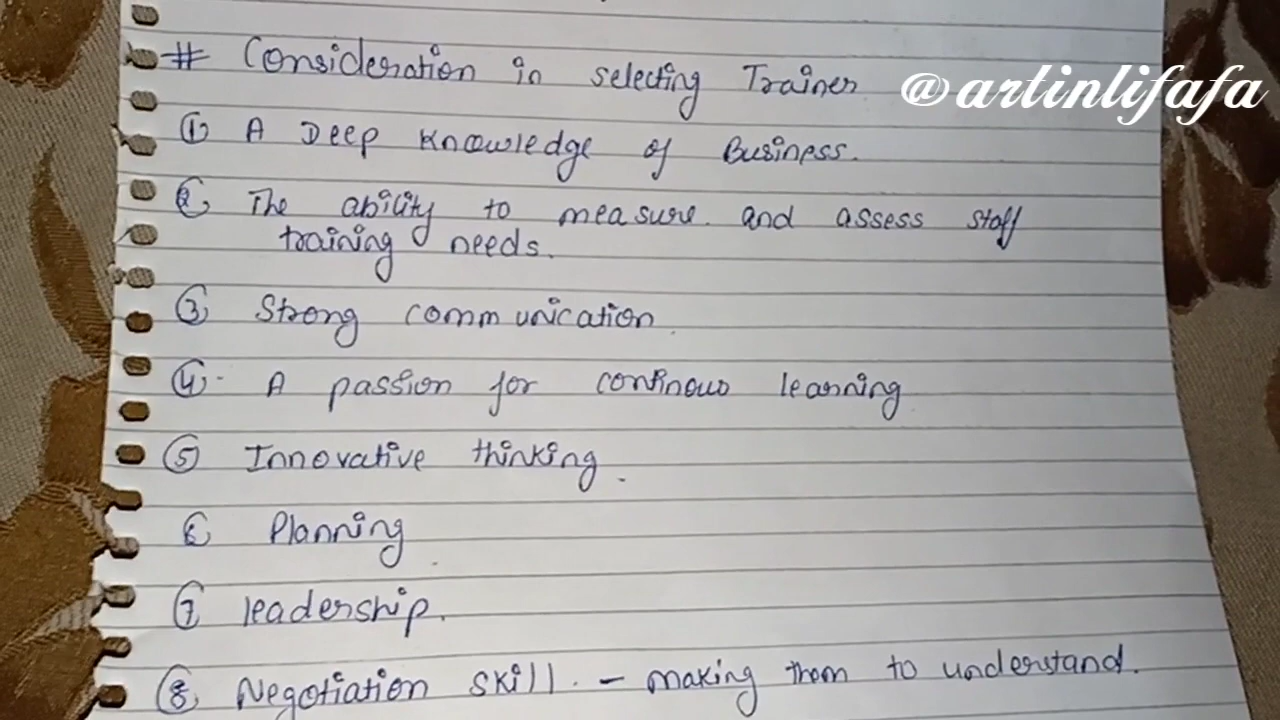 # Consideration in selecting Trainer
@artinlifafa
① A Deep Knowledge of Business.
② The ability to measure and assess staff
training needs.
③ Strong communication
④ A passion for continous learning
⑤ Innovative thinking.
⑥ Planning
⑦ leadership.
⑧ Negotiation skill. - making them to understand.